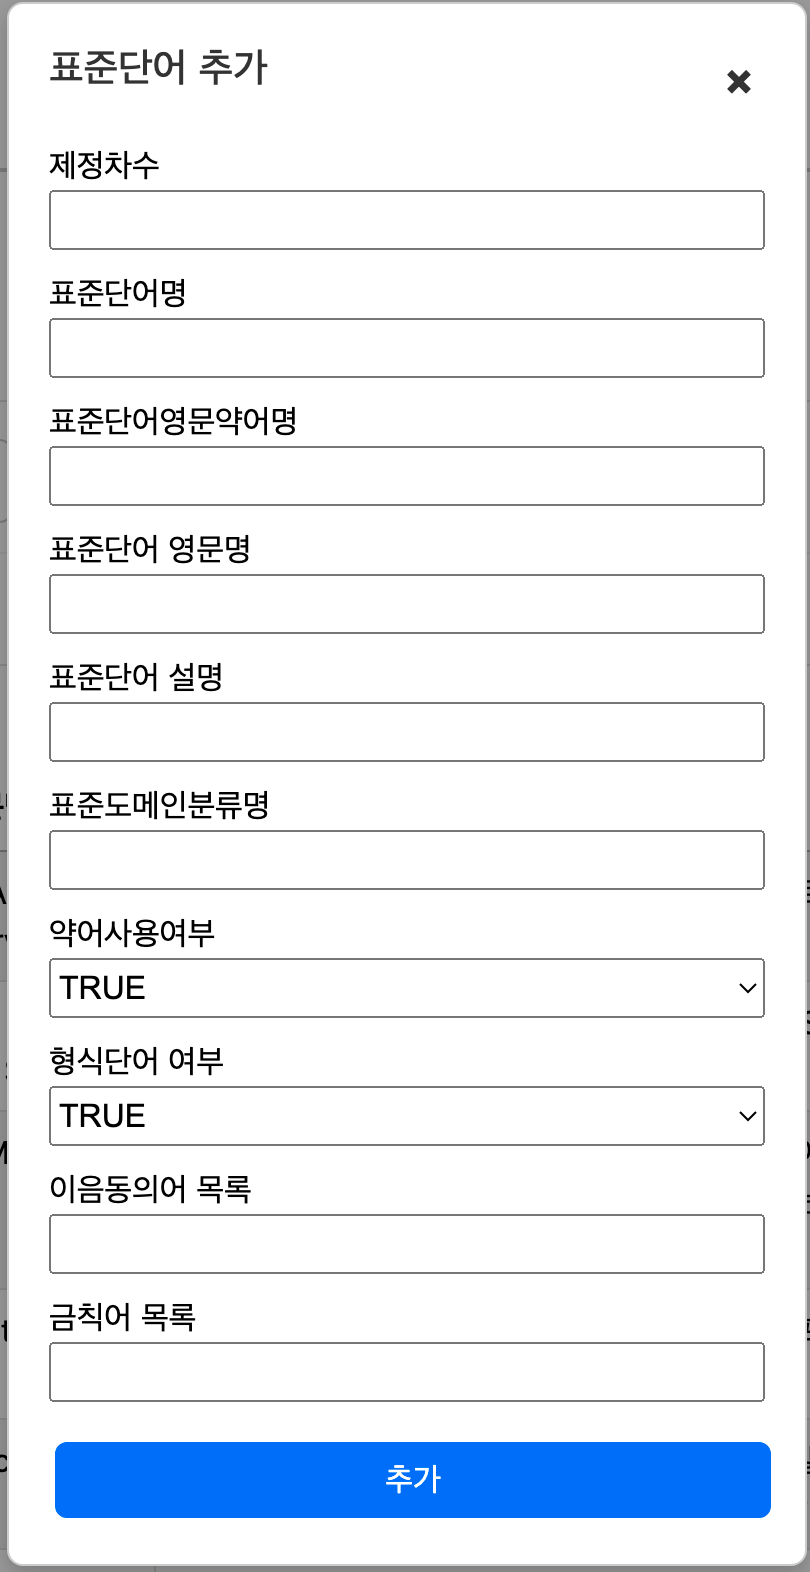 표준단어 추가
제정차수
표준단어명
표준단어영문약어명
표준단어 영문명
표준단어 설명
표준도메인분류명
약어사용여부
TRUE
형식단어 여부
TRUE
이음동의어 목록
금칙어 목록
추가